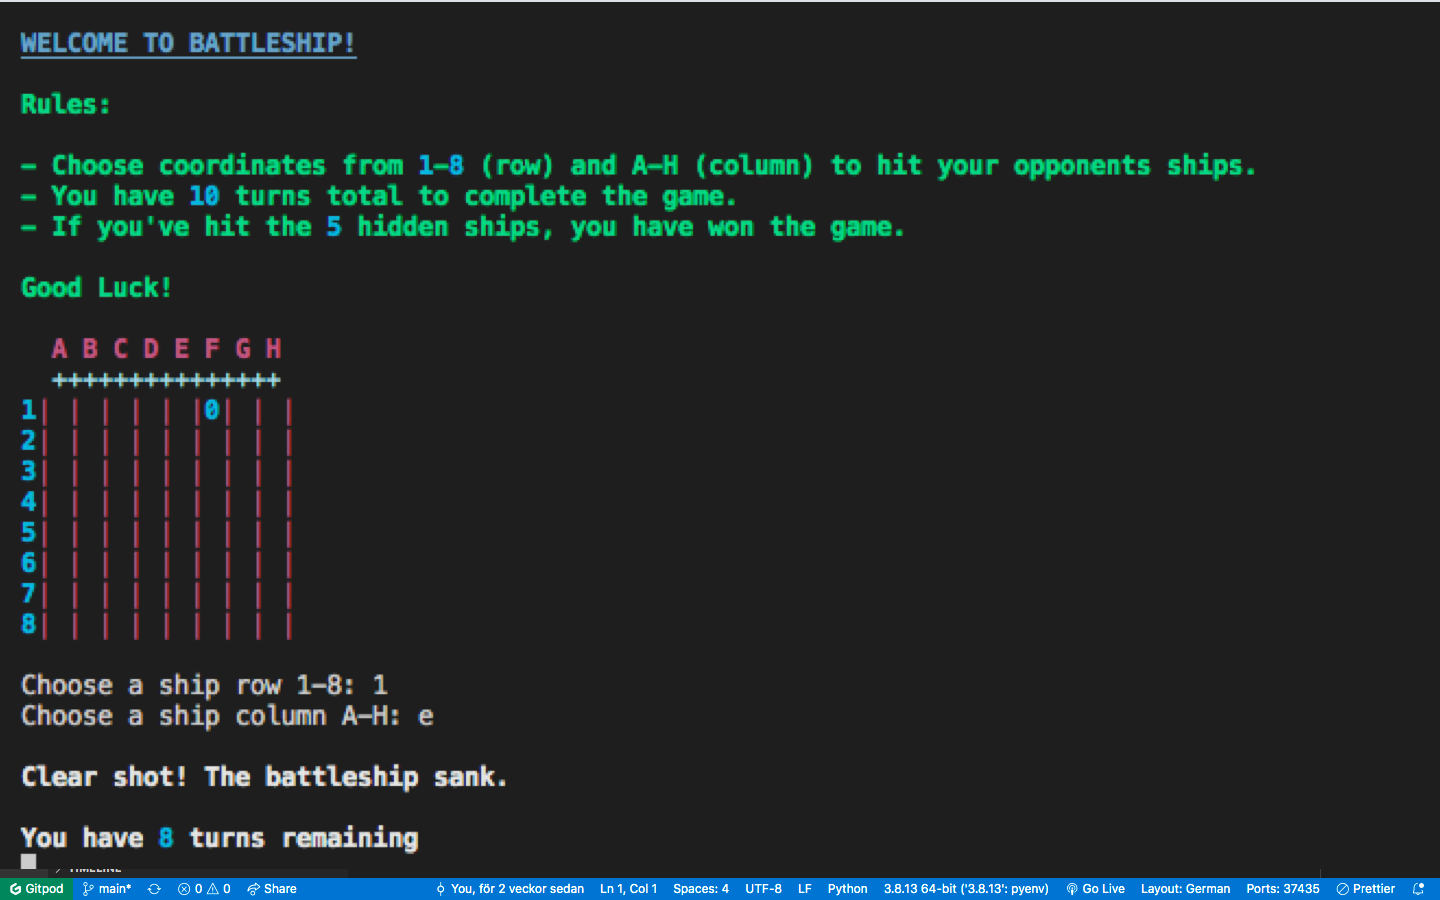 WELCOME TO BATTLESHIP!
Rules:
– Choose coordinates from 1–8 (row) and A–H (column) to hit your opponents ships.
– You have 10 turns total to complete the game.
– If you've hit the 5 hidden ships, you have won the game.
Good Luck!
A B C D E F G H
+++++++++++++++
1| | | | | |0| | |
2| | | | | | | | |
3| | | | | | | | |
4| | | | | | | | |
5| | | | | | | | |
6| | | | | | | | |
7| | | | | | | | |
8| | | | | | | | |
Choose a ship row 1–8: 1
Choose a ship column A–H: e
Clear shot! The battleship sank.
You have 8 turns remaining
TIMELINE
Gitpod main* 0 0 Share You, för 2 veckor sedan Ln 1, Col 1 Spaces: 4 UTF-8 LF Python 3.8.13 64-bit ('3.8.13': pyenv) Go Live Layout: German Ports: 37435 Prettier